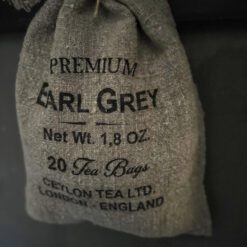 PREMIUM
EARL GREY
Net Wt. 1,8 OZ.
20 Tea Bags
CEYLON TEA LTD.
LONDON - ENGLAND